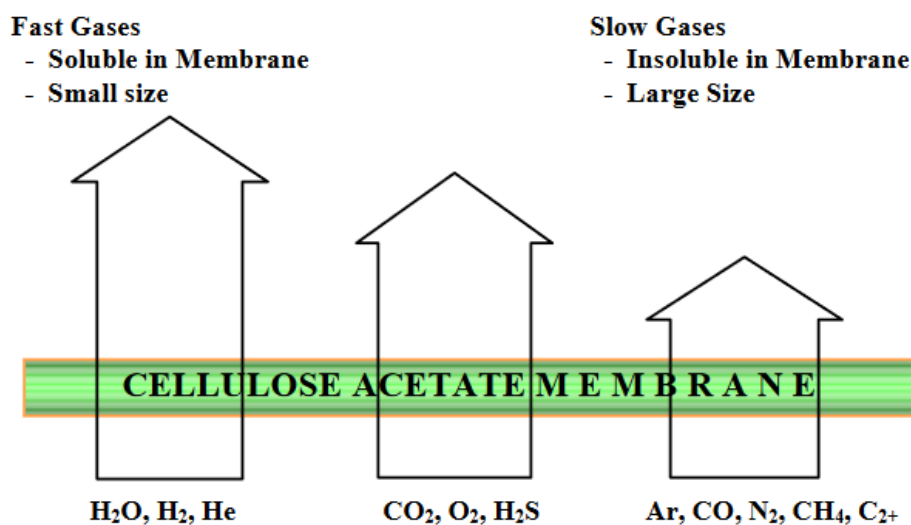 Fast Gases
- Soluble in Membrane
- Small size
Slow Gases
- Insoluble in Membrane
- Large Size
CELLULOSE ACETATE M E M B R A N E
H₂O, H₂, He
CO₂, O₂, H₂S
Ar, CO, N₂, CH₄, C₂₊